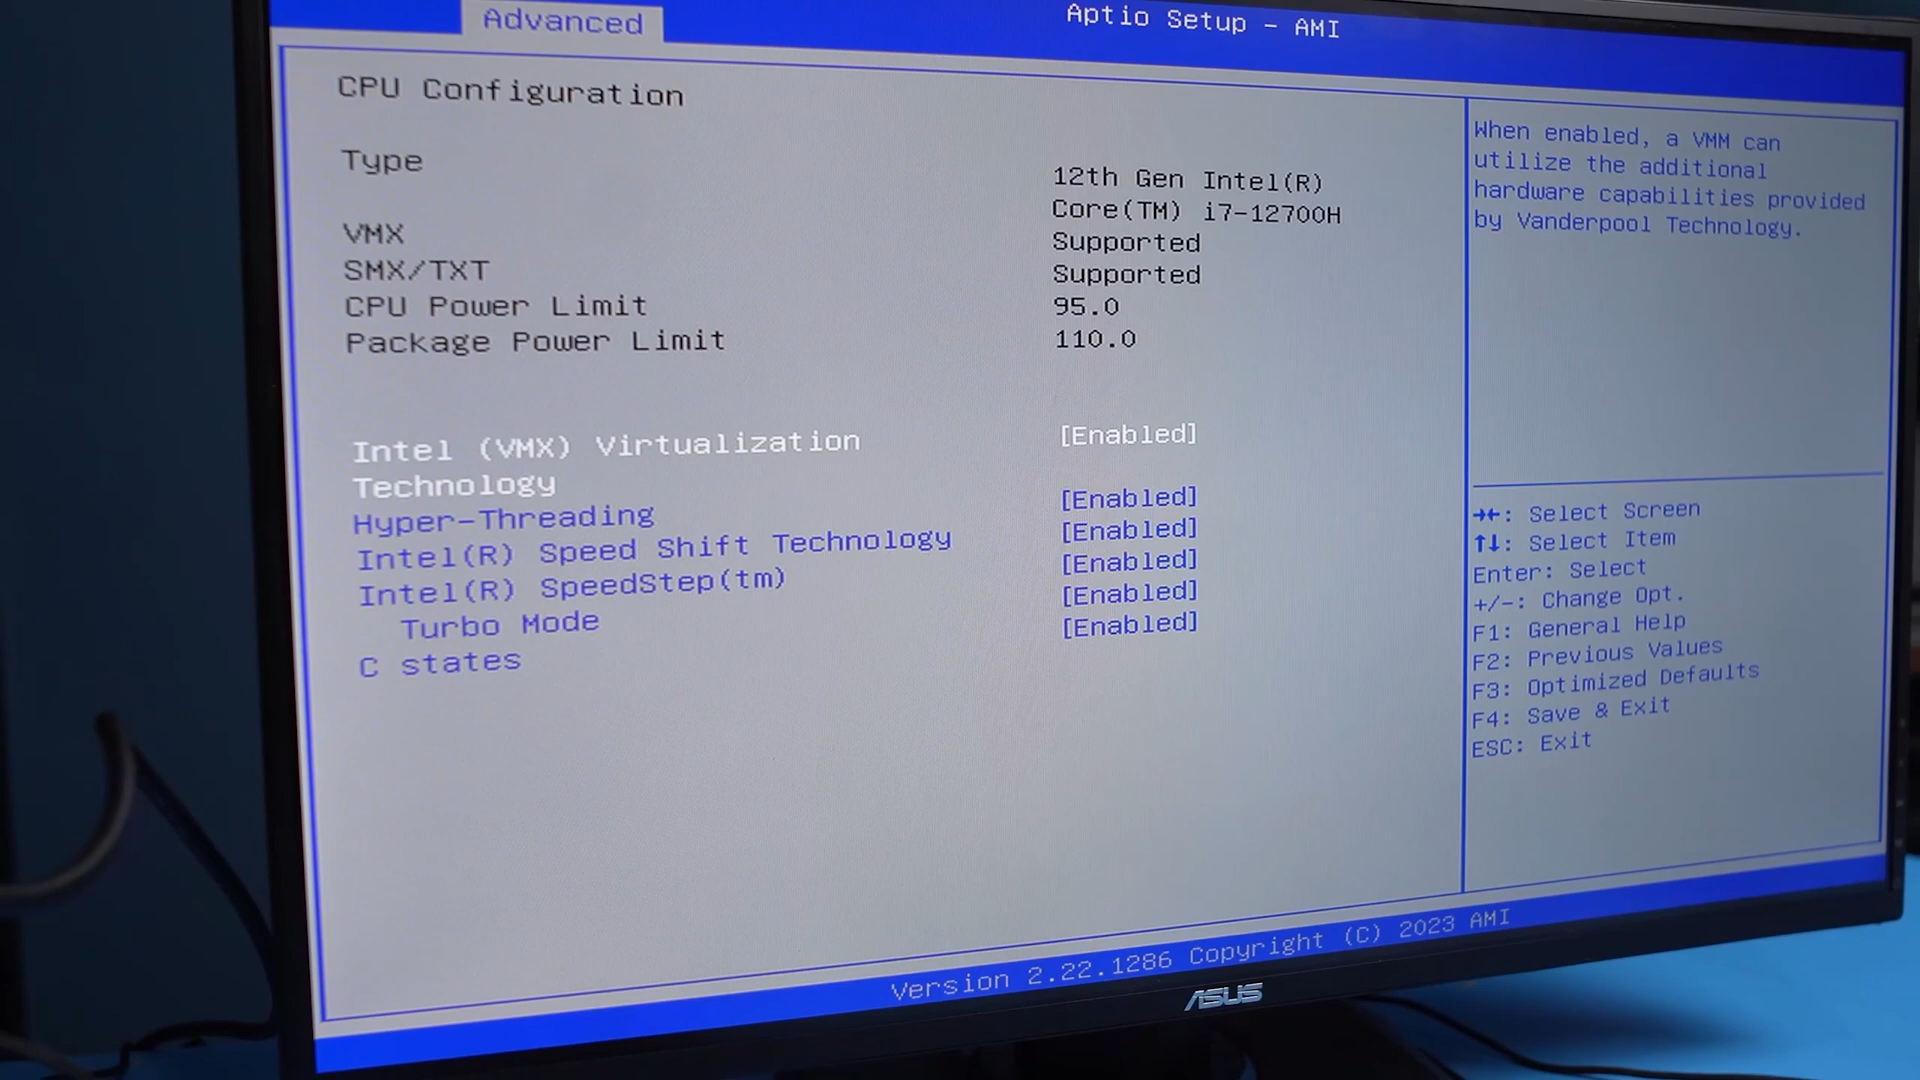 Advanced
Aptio Setup - AMI
CPU Configuration
Type
12th Gen Intel(R)
Core(TM) i7-12700H
VMX
Supported
SMX/TXT
Supported
CPU Power Limit
95.0
Package Power Limit
110.0
Intel (VMX) Virtualization
Technology
[Enabled]
Hyper-Threading
[Enabled]
Intel(R) Speed Shift Technology
[Enabled]
Intel(R) SpeedStep(tm)
[Enabled]
Turbo Mode
[Enabled]
C states
[Enabled]
When enabled, a VMM can
utilize the additional
hardware capabilities provided
by Vanderpool Technology.
→←: Select Screen
↑↓: Select Item
Enter: Select
+/-: Change Opt.
F1: General Help
F2: Previous Values
F3: Optimized Defaults
F4: Save & Exit
ESC: Exit
Version 2.22.1286 Copyright (C) 2023 AMI
ASUS